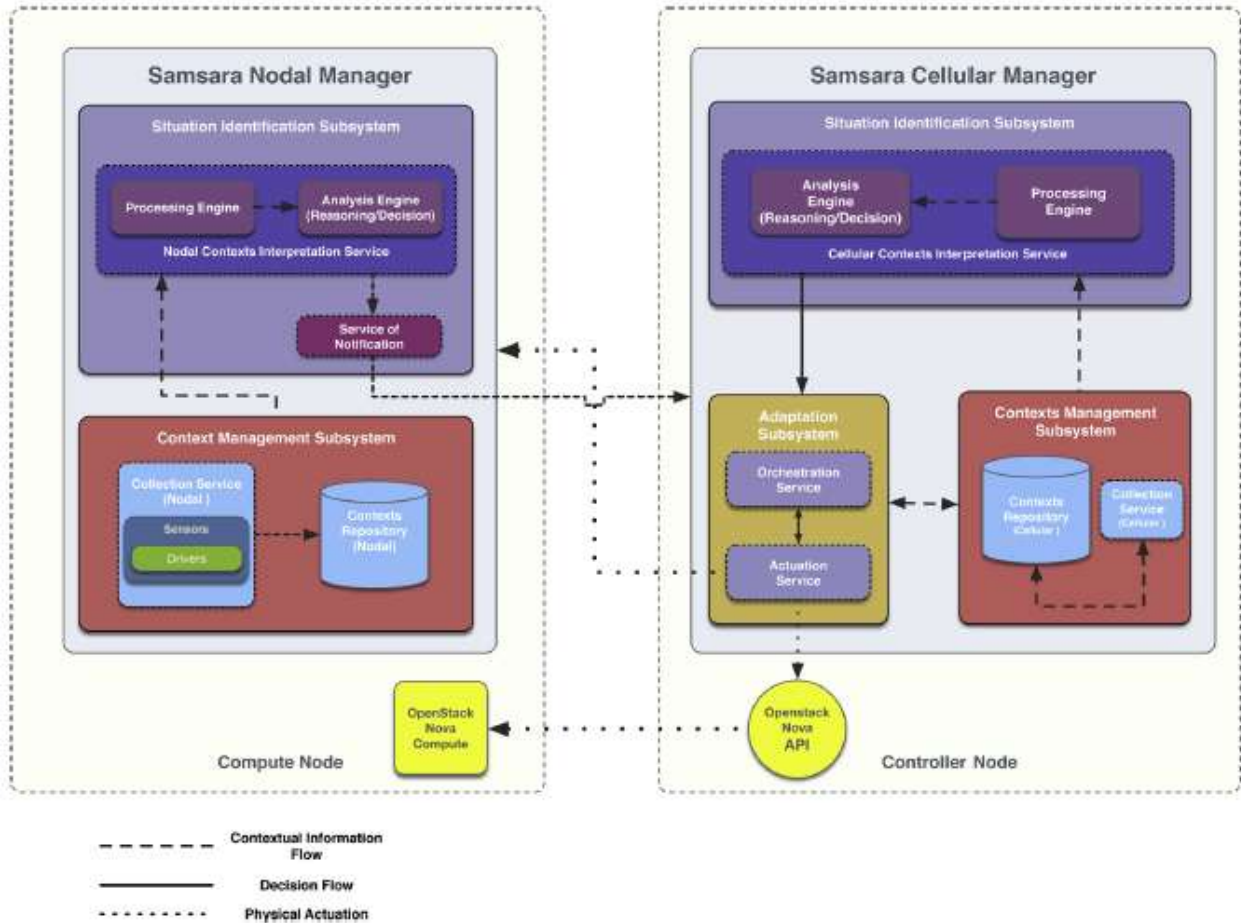 Samsara Nodal Manager
Situation Identification Subsystem
Processing Engine
Analysis Engine
(Reasoning/Decision)
Nodal Contexts Interpretation Service
Service of
Notification
Context Management Subsystem
Collection Service
(Nodal )
Sensors
Drivers
Contexts
Repository
(Nodal)
OpenStack
Nova
Compute
Compute Node
Samsara Cellular Manager
Situation Identification Subsystem
Analysis
Engine
(Reasoning/Decision)
Processing
Engine
Cellular Contexts Interpretation Service
Adaptation
Subsystem
Orchestration
Service
Actuation
Service
Contexts Management
Subsystem
Contexts
Repository
(Cellular )
Collection
Service
(Cellular )
Openstack
Nova
API
Controller Node
Contextual Information
Flow
Decision Flow
Physical Actuation